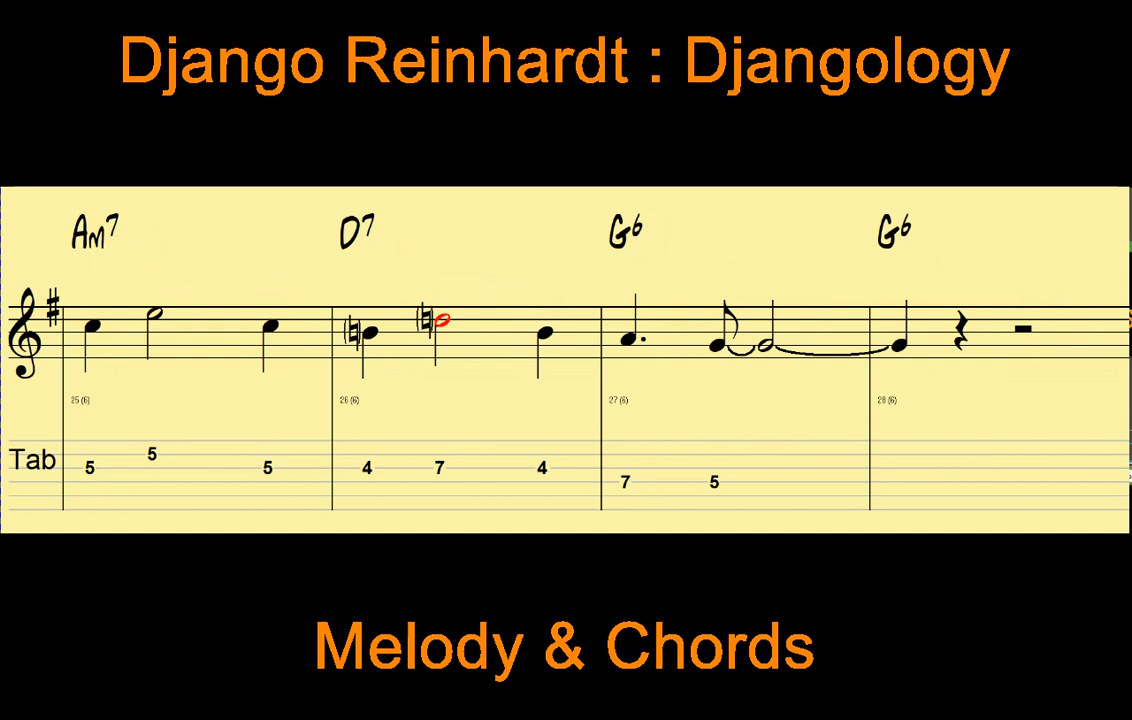 Django Reinhardt : Djangology
Am7 D7 G6 G6
25 (6) 26 (6) 27 (6) 28 (6)
Tab 5 5 5 4 7 4 7 5
Melody & Chords